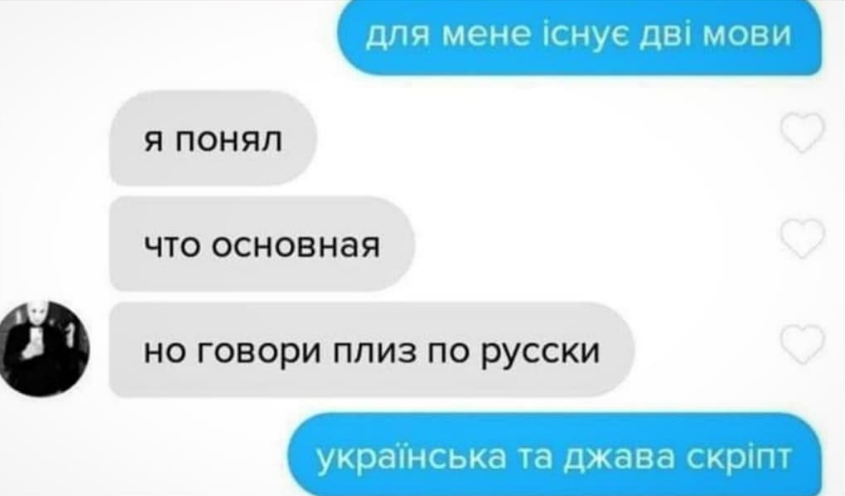 для мене існує дві мови
я понял
что основная
но говори плиз по русски
українська та джава скріпт